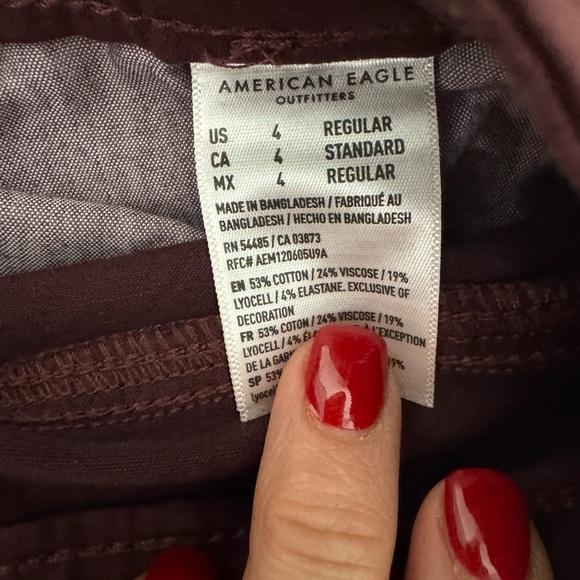 AMERICAN EAGLE
OUTFITTERS
US 4 REGULAR
CA 4 STANDARD
MX 4 REGULAR
MADE IN BANGLADESH / FABRIQUÉ AU
BANGLADESH / HECHO EN BANGLADESH
RN 54485 / CA 03873
RFC# AEM120605U9A
EN 53% COTTON / 24% VISCOSE / 19%
LYOCELL / 4% ELASTANE. EXCLUSIVE OF
DECORATION
FR 53% COTON / 24% VISCOSE / 19%
LYOCELL / 4% À L'EXCEPTION
DE LA
SP 53% 19%